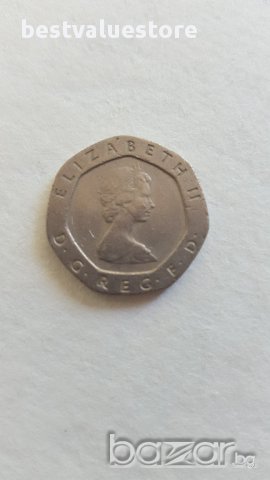 bestvaluestore
ELIZABETH II
D.G.REG.F.D.
bazar.bg